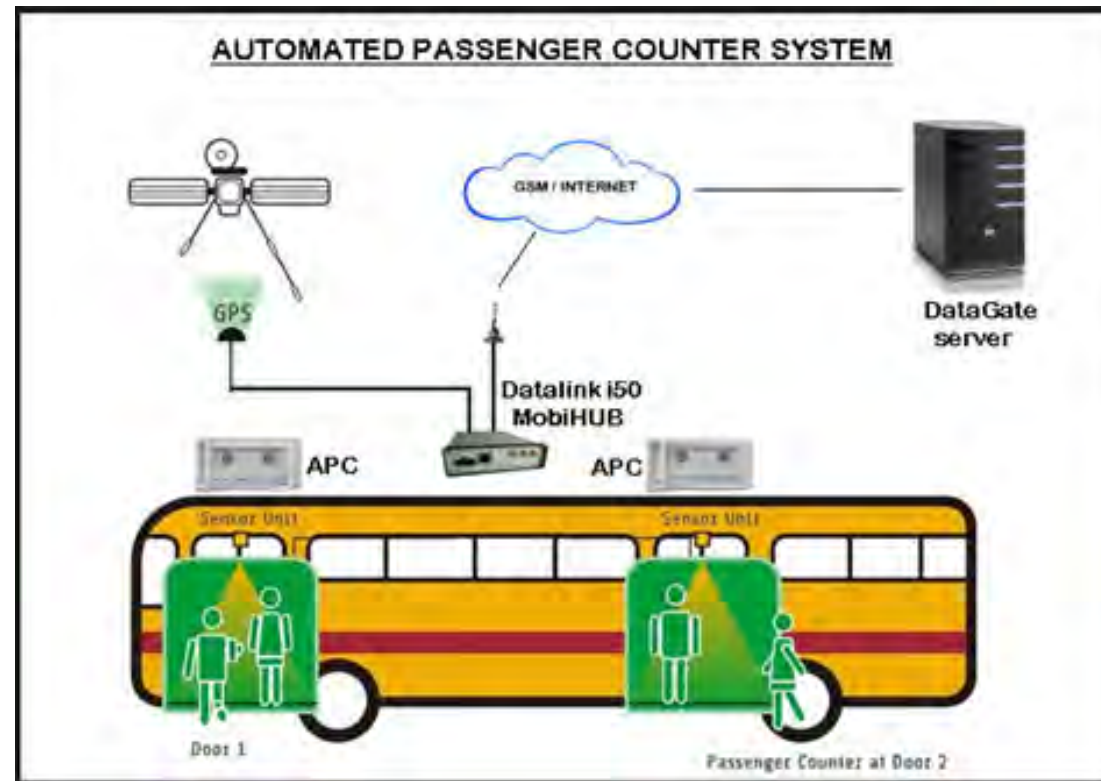 AUTOMATED PASSENGER COUNTER SYSTEM
GSM / INTERNET
GPS
DataGate
server
Datalink i50
MobiHUB
APC
APC
Sensor Unit
Sensor Unit
Door 1
Passenger Counter at Door 2